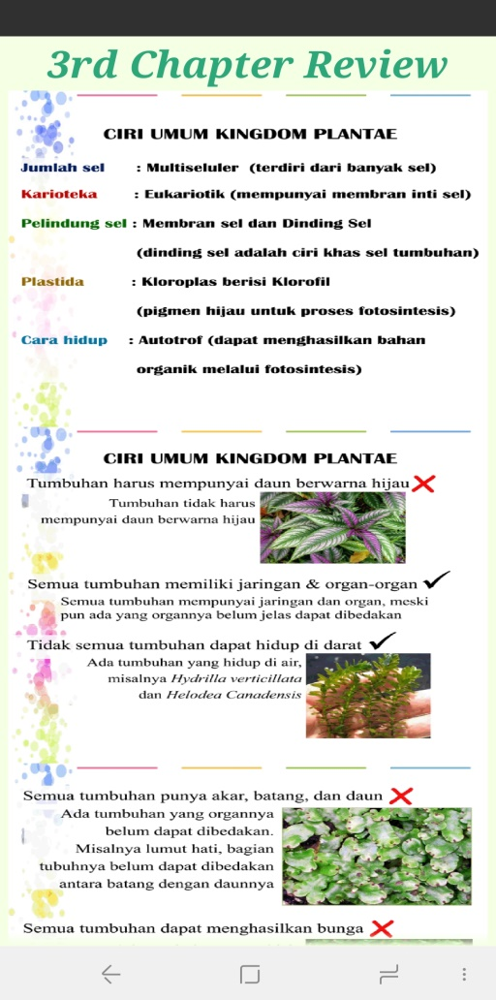 3rd Chapter Review
CIRI UMUM KINGDOM PLANTAE
Jumlah sel : Multiseluler (terdiri dari banyak sel)
Karioteka : Eukariotik (mempunyai membran inti sel)
Pelindung sel : Membran sel dan Dinding Sel
(dinding sel adalah ciri khas sel tumbuhan)
Plastida : Kloroplas berisi Klorofil
(pigmen hijau untuk proses fotosintesis)
Cara hidup : Autotrof (dapat menghasilkan bahan
organik melalui fotosintesis)
CIRI UMUM KINGDOM PLANTAE
Tumbuhan harus mempunyai daun berwarna hijau
Tumbuhan tidak harus
mempunyai daun berwarna hijau
Semua tumbuhan memiliki jaringan & organ-organ
Semua tumbuhan mempunyai jaringan dan organ, meski
pun ada yang organnya belum jelas dapat dibedakan
Tidak semua tumbuhan dapat hidup di darat
Ada tumbuhan yang hidup di air,
misalnya Hydrilla verticillata
dan Helodea Canadensis
Semua tumbuhan punya akar, batang, dan daun
Ada tumbuhan yang organnya
belum dapat dibedakan.
Misalnya lumut hati, bagian
tubuhnya belum dapat dibedakan
antara batang dengan daunnya
Semua tumbuhan dapat menghasilkan bunga